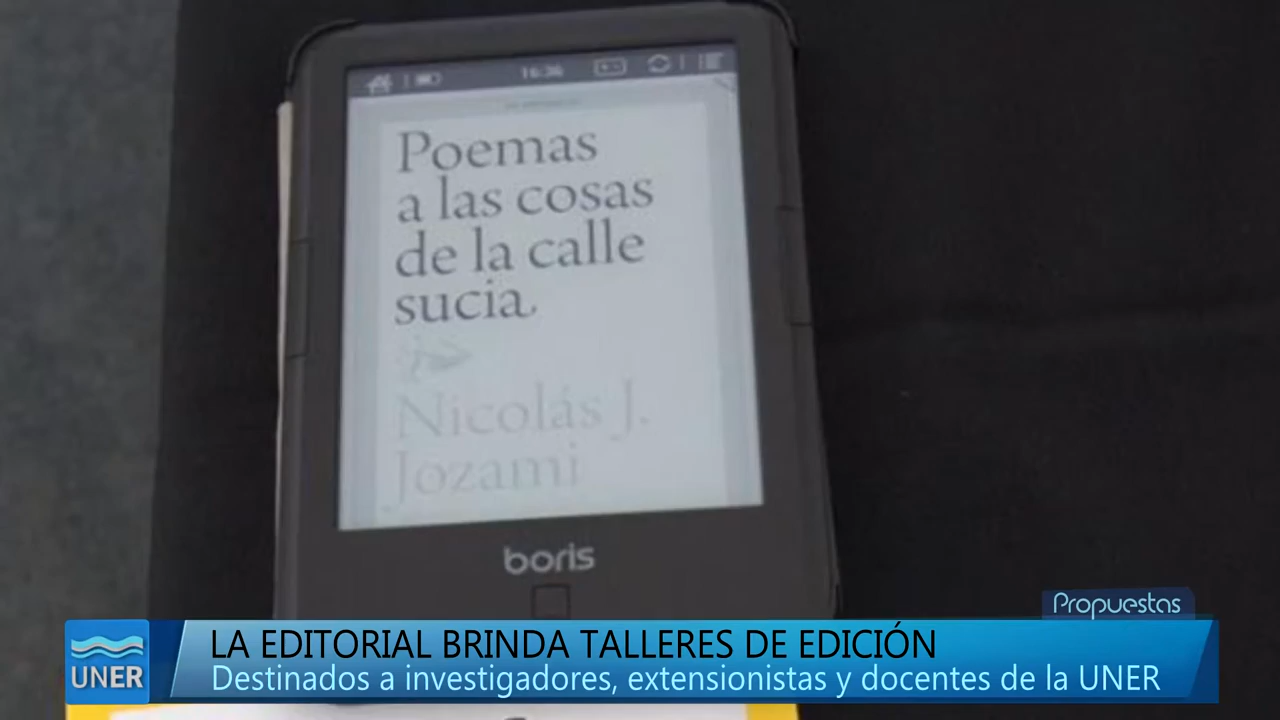 16:36
Poemas
a las cosas
de la calle
sucia.
Nicolás J.
Jozami
boris
Propuestas
UNER
LA EDITORIAL BRINDA TALLERES DE EDICIÓN
Destinados a investigadores, extensionistas y docentes de la UNER